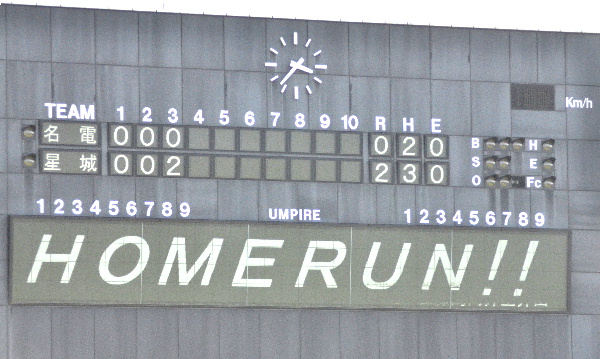 Km/h
TEAM 1 2 3 4 5 6 7 8 9 10 R H E
名電 0 0 0 0 2 0 B H
星城 0 0 2 2 3 0 S E
O Fc
1 2 3 4 5 6 7 8 9 UMPIRE 1 2 3 4 5 6 7 8 9
HOMERUN!!